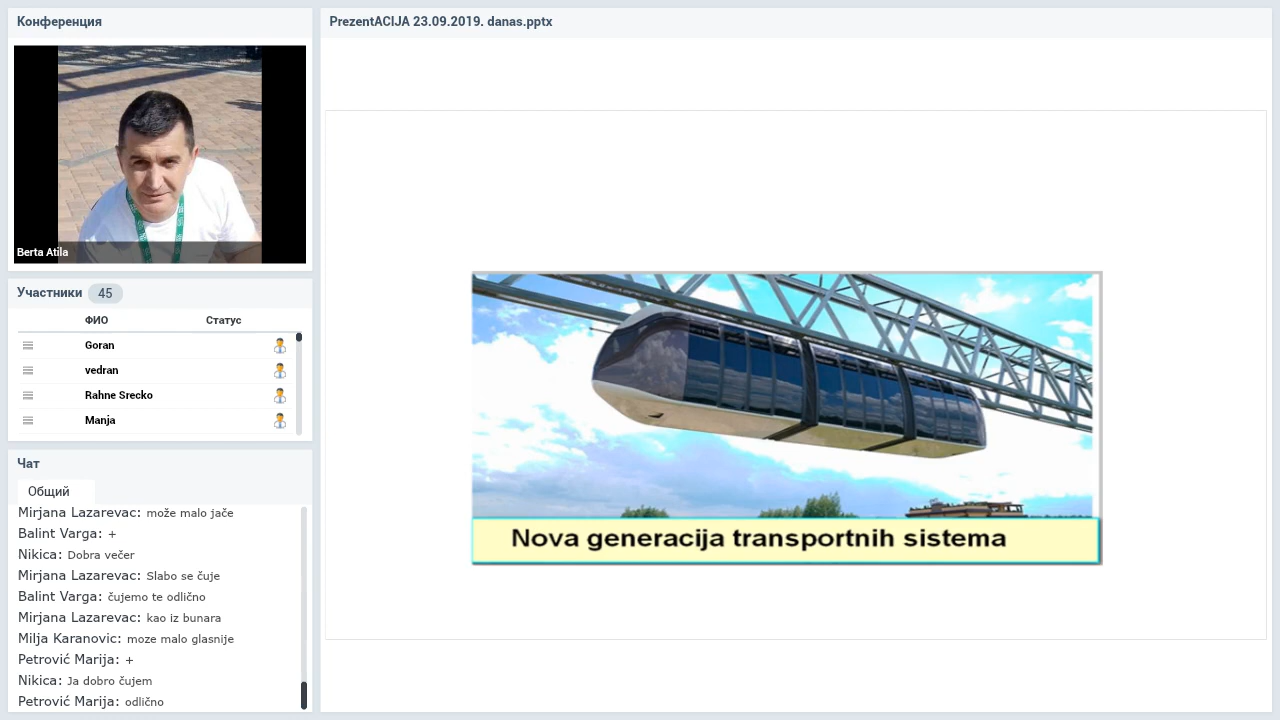 Конференция
Berta Atila
Участники 45
ФИО Статус
Goran
vedran
Rahne Srecko
Manja
Чат
Общий
Mirjana Lazarevac: može malo jače
Balint Varga: +
Nikica: Dobra večer
Mirjana Lazarevac: Slabo se čuje
Balint Varga: čujemo te odlično
Mirjana Lazarevac: kao iz bunara
Milja Karanovic: moze malo glasnije
Petrović Marija: +
Nikica: Ja dobro čujem
Petrović Marija: odlično
PrezentACIJA 23.09.2019. danas.pptx
Nova generacija transportnih sistema